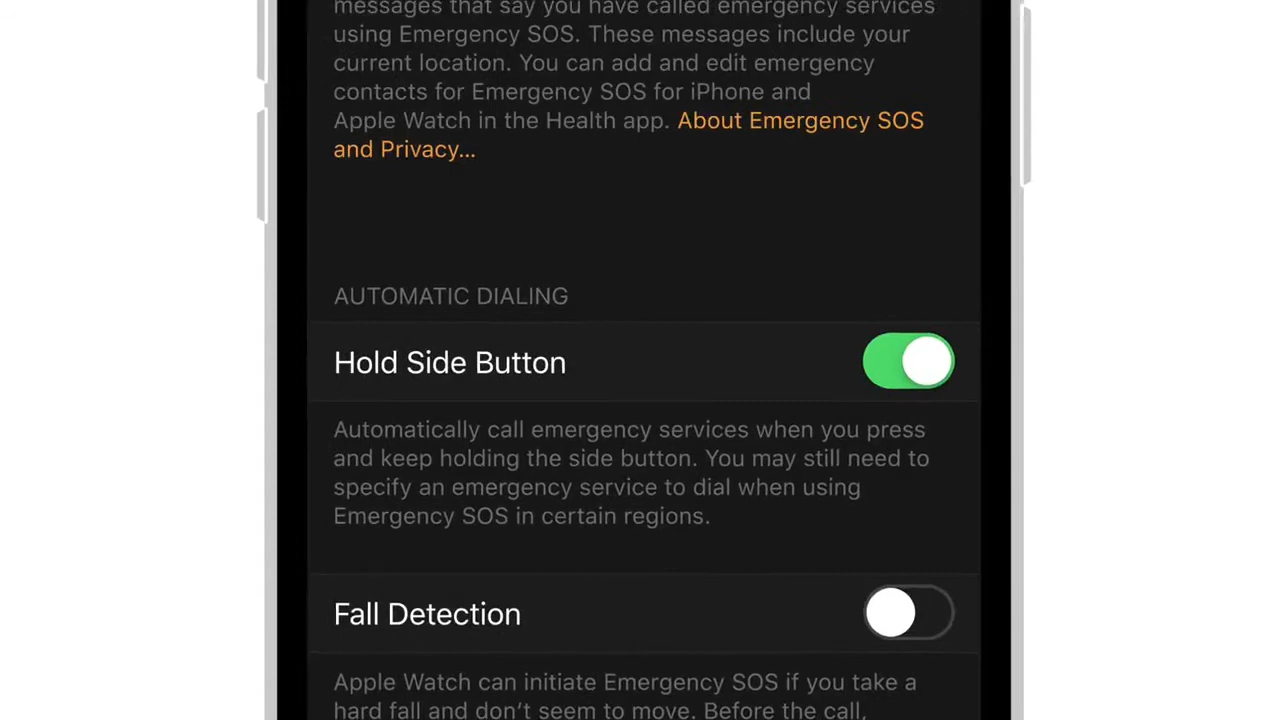 messages that say you have called emergency services
using Emergency SOS. These messages include your
current location. You can add and edit emergency
contacts for Emergency SOS for iPhone and
Apple Watch in the Health app. About Emergency SOS
and Privacy...
AUTOMATIC DIALING
Hold Side Button
Automatically call emergency services when you press
and keep holding the side button. You may still need to
specify an emergency service to dial when using
Emergency SOS in certain regions.
Fall Detection
Apple Watch can initiate Emergency SOS if you take a
hard fall and don’t seem to move. Before the call,